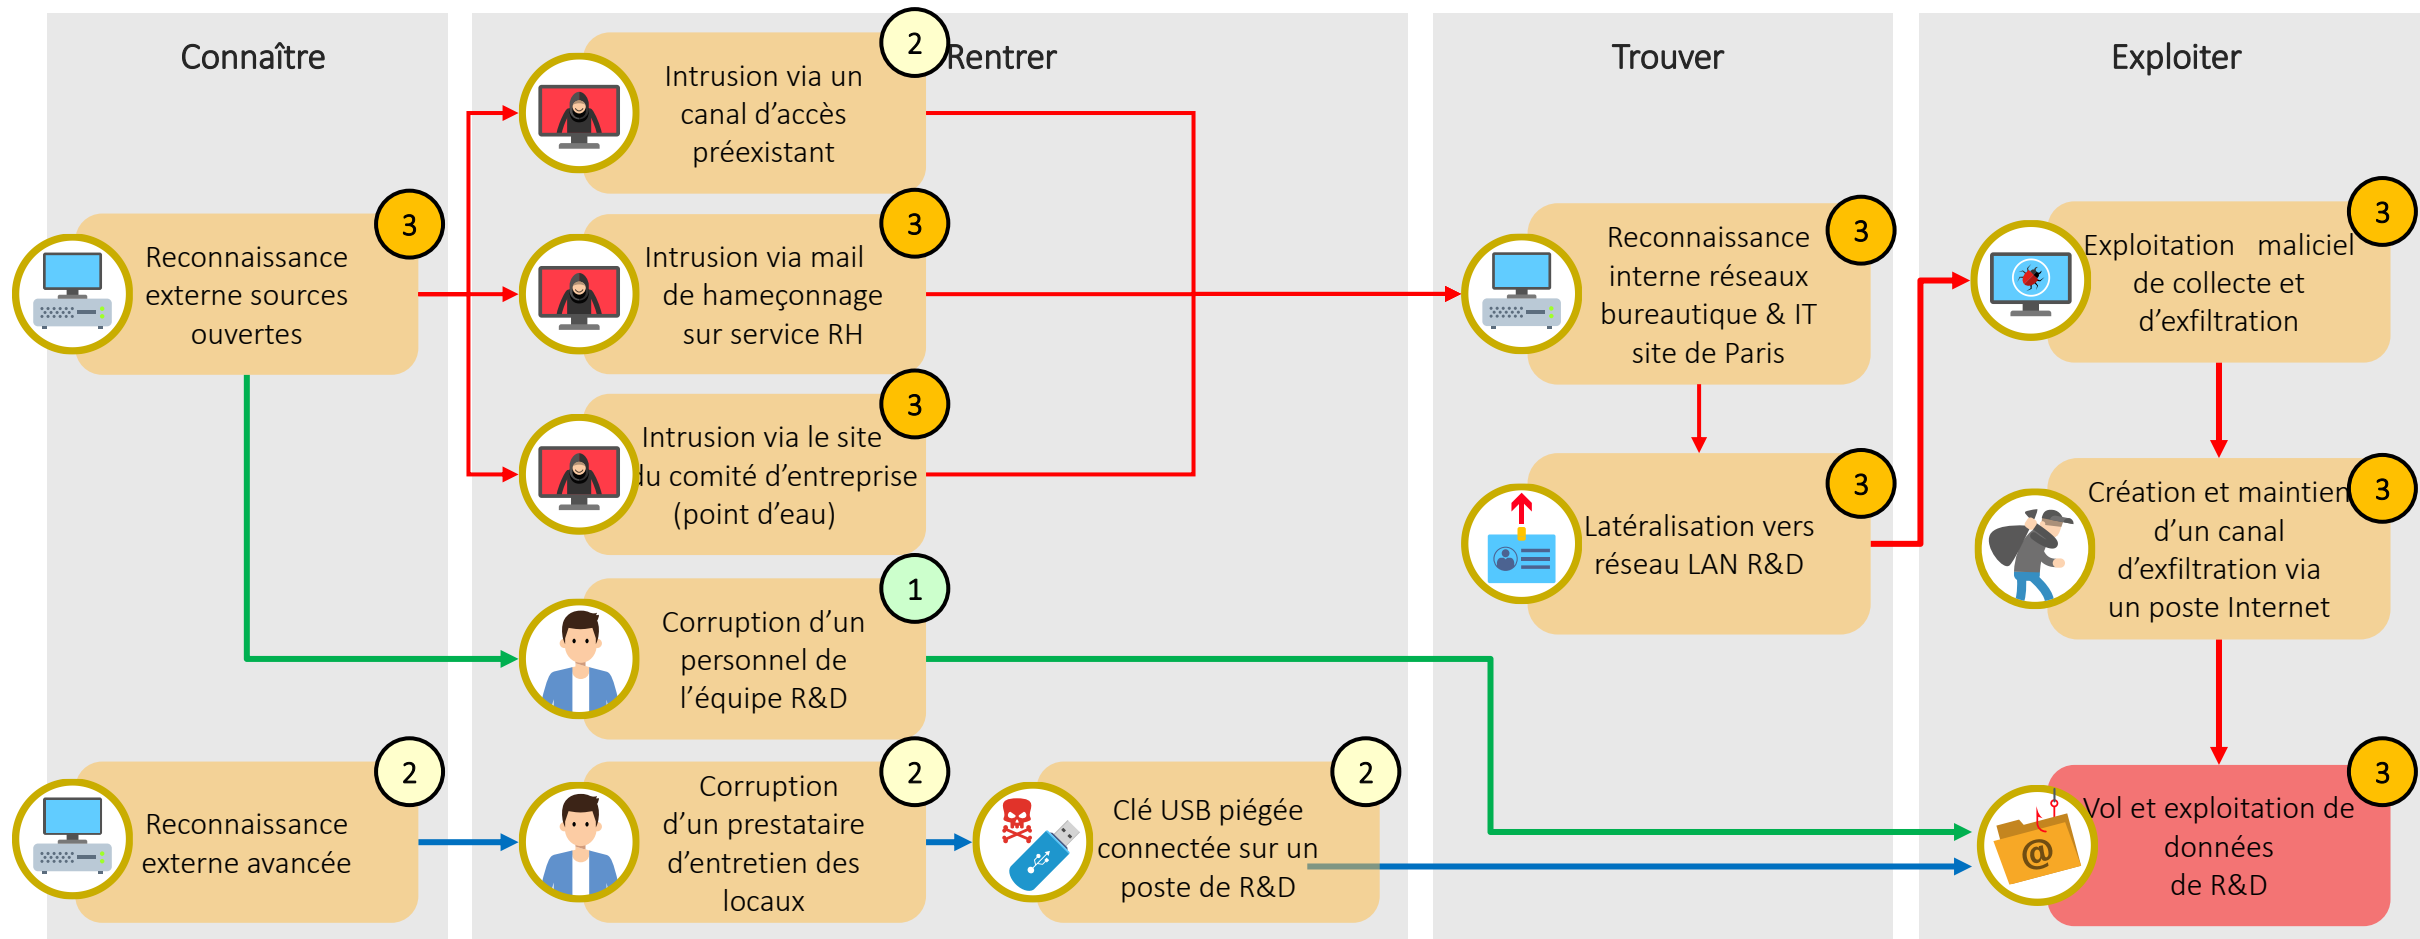 Connaître
Rentrer
Trouver
Exploiter
3
Reconnaissance
externe sources
ouvertes
2
Reconnaissance
externe avancée
2
Intrusion via un
canal d’accès
préexistant
3
Intrusion via mail
de hameçonnage
sur service RH
3
Intrusion via le site
du comité d’entreprise
(point d’eau)
1
Corruption d’un
personnel de
l’équipe R&D
2
Corruption
d’un prestataire
d’entretien des
locaux
2
Clé USB piégée
connectée sur un
poste de R&D
3
Reconnaissance
interne réseaux
bureautique & IT
site de Paris
3
Latéralisation vers
réseau LAN R&D
3
Exploitation maliciel
de collecte et
d’exfiltration
3
Création et maintien
d’un canal
d’exfiltration via
un poste Internet
3
Vol et exploitation de
données
de R&D
@